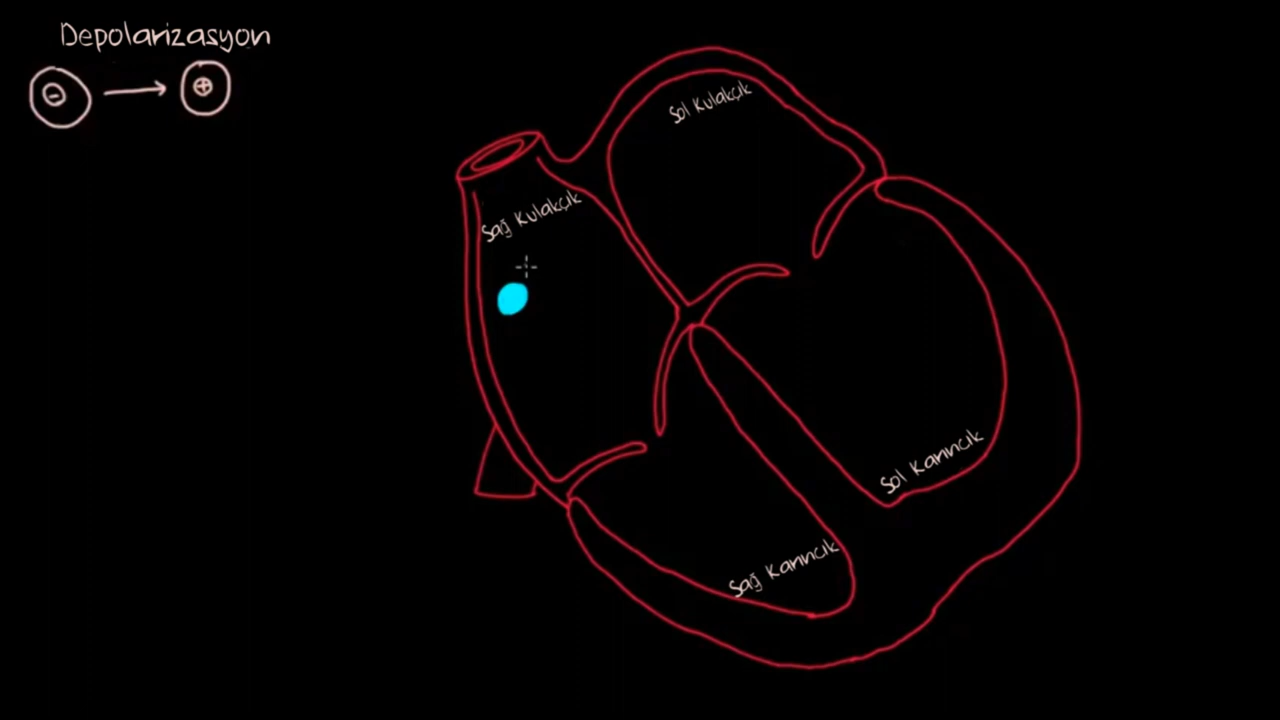 Depolarizasyon
- → +
Sol Kulakçık
Sağ Kulakçık
Sol Karıncık
Sağ Karıncık